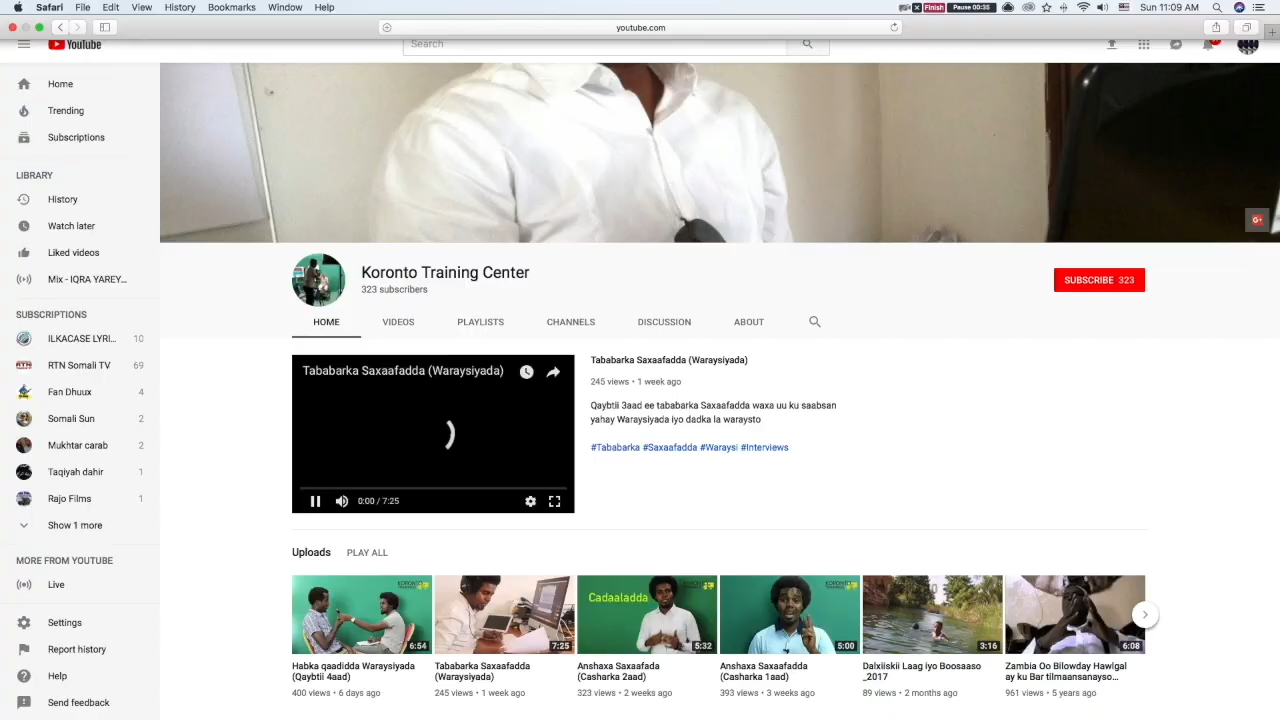 Safari File Edit View History Bookmarks Window Help
Finish Pause 00:35
Sun 11:09 AM
youtube.com
YouTube
Search
Home
Trending
Subscriptions
LIBRARY
History
Watch later
Liked videos
Mix - IQRA YAREY...
SUBSCRIPTIONS
ILKACASE LYRI... 10
RTN Somali TV 69
Fan Dhuux 4
Somali Sun 2
Mukhtar carab 2
Taqiyah dahir 1
Rajo Films 1
Show 1 more
MORE FROM YOUTUBE
Live
Settings
Report history
Help
Send feedback
G+
Koronto Training Center
323 subscribers
SUBSCRIBE 323
HOME VIDEOS PLAYLISTS CHANNELS DISCUSSION ABOUT
Tababarka Saxaafadda (Waraysiyada)
0:00 / 7:25
Tababarka Saxaafadda (Waraysiyada)
245 views • 1 week ago
Qaybtii 3aad ee tababarka Saxaafadda waxa uu ku saabsan
yahay Waraysiyada iyo dadka la waraysto
#Tababarka #Saxaafadda #Waraysi #Interviews
Uploads PLAY ALL
KORONTO
6:54
Habka qaadidda Waraysiyada
(Qaybtii 4aad)
400 views • 6 days ago
KORONTO
7:25
Tababarka Saxaafadda
(Waraysiyada)
245 views • 1 week ago
Cadaaladda
5:32
Anshaxa Saxaafada
(Casharka 2aad)
323 views • 2 weeks ago
KORONTO
5:00
Anshaxa Saxaafadda
(Casharka 1aad)
393 views • 3 weeks ago
3:16
Dalxiiskii Laag iyo Boosaaso
_2017
89 views • 2 months ago
6:08
Zambia Oo Bilowday Hawlgal
ay ku Bar tilmaansanayso...
961 views • 5 years ago